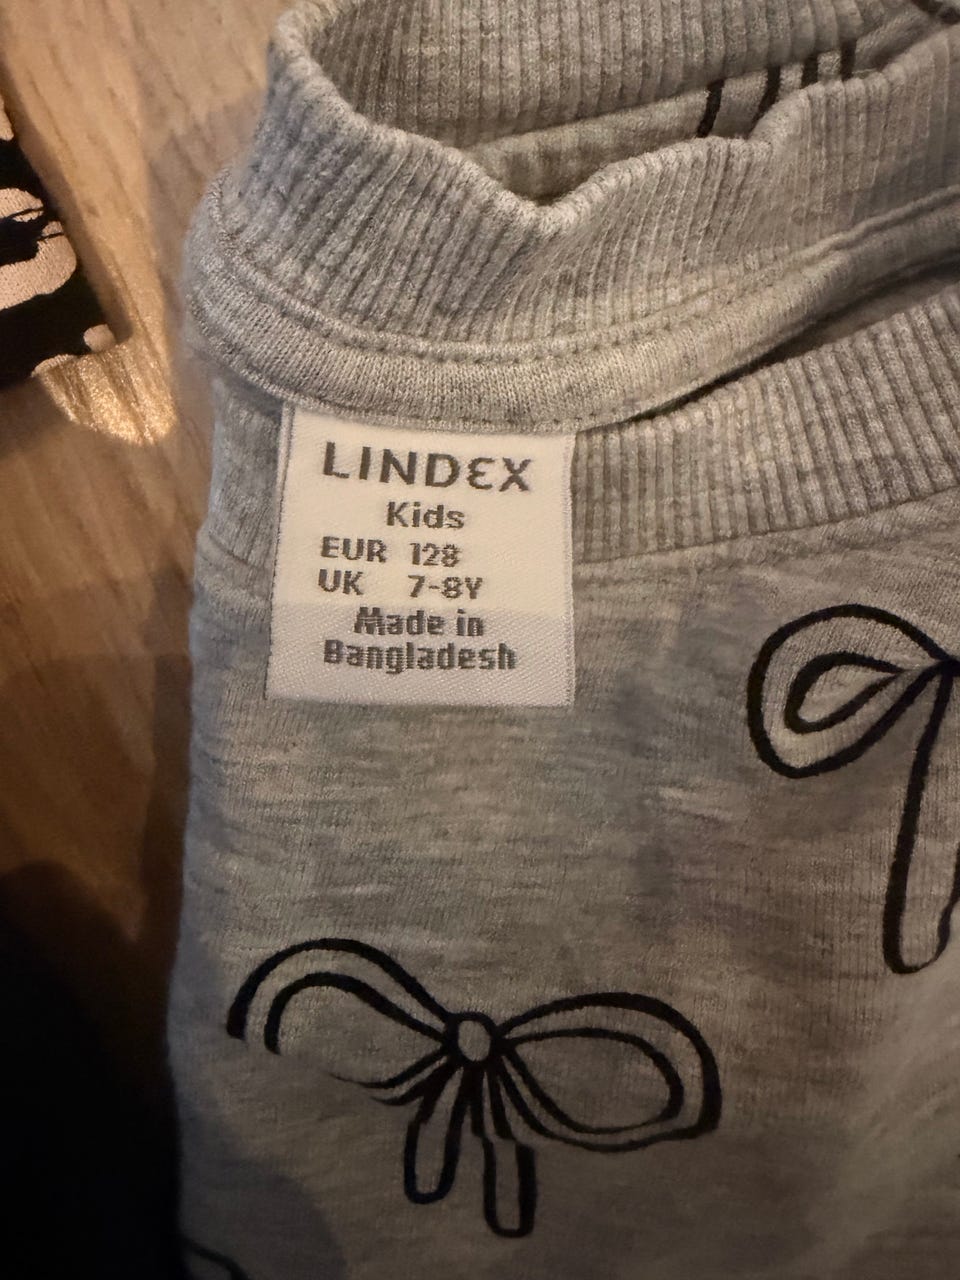 LINDEX
Kids
EUR 128
UK 7-8Y
Made in
Bangladesh